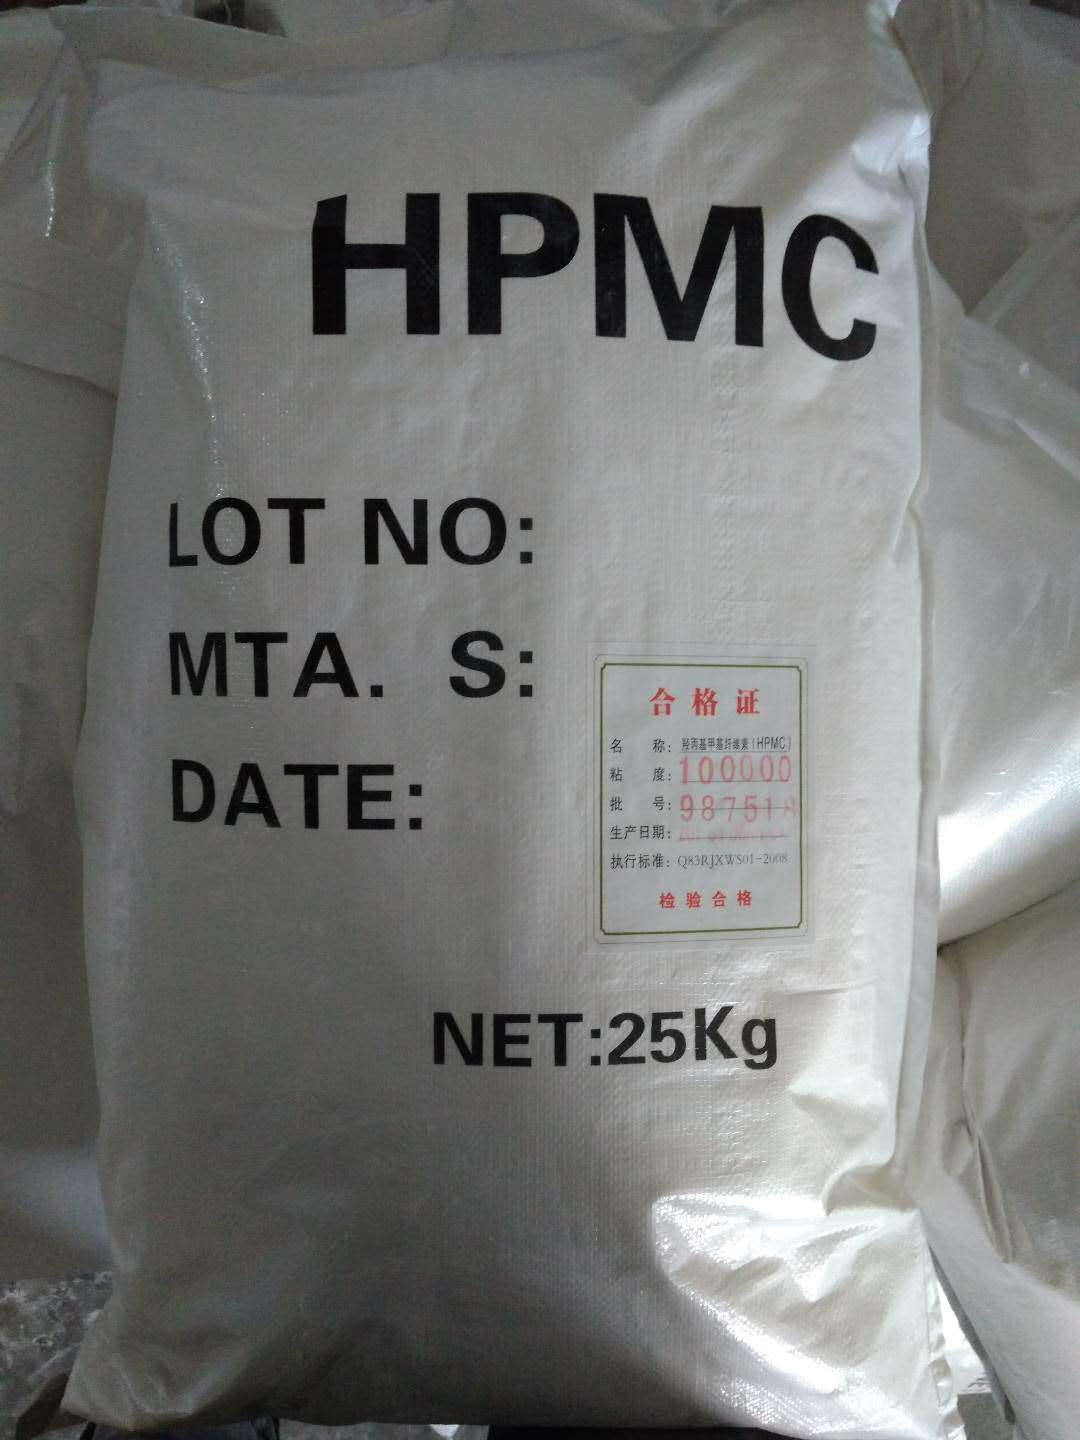 HPMC
LOT NO:
MTA. S:
DATE:
合格证
名 称: 羟丙基甲基纤维素(HPMC)
粘 度: 100000
批 号: 987518
生产日期:
执行标准: Q83RJXWS01-2008
检验合格
NET:25Kg